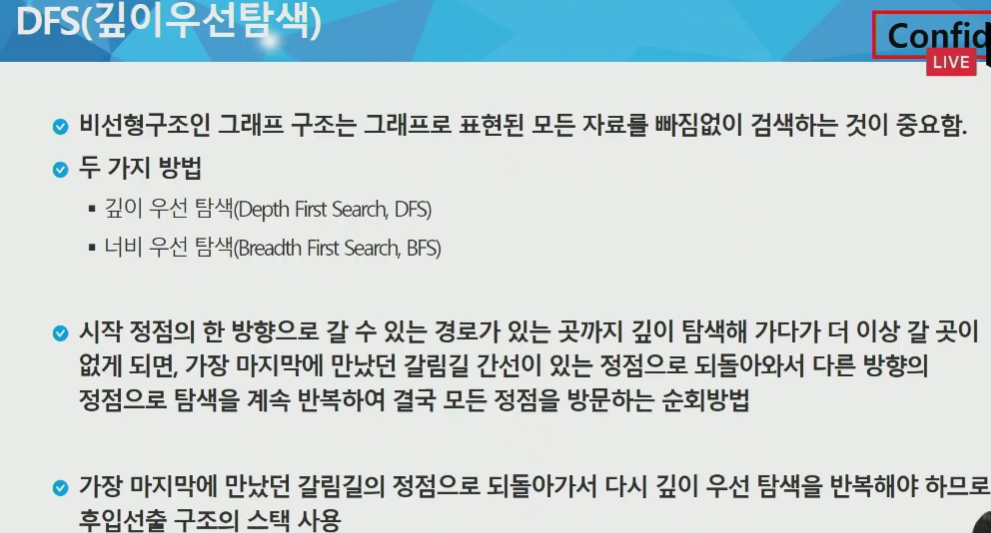 DFS(깊이우선탐색)
Confid
LIVE
비선형구조인 그래프 구조는 그래프로 표현된 모든 자료를 빠짐없이 검색하는 것이 중요함.
두 가지 방법
깊이 우선 탐색(Depth First Search, DFS)
너비 우선 탐색(Breadth First Search, BFS)
시작 정점의 한 방향으로 갈 수 있는 경로가 있는 곳까지 깊이 탐색해 가다가 더 이상 갈 곳이
없게 되면, 가장 마지막에 만났던 갈림길 간선이 있는 정점으로 되돌아와서 다른 방향의
정점으로 탐색을 계속 반복하여 결국 모든 정점을 방문하는 순회방법
가장 마지막에 만났던 갈림길의 정점으로 되돌아가서 다시 깊이 우선 탐색을 반복해야 하므로
후입선출 구조의 스택 사용